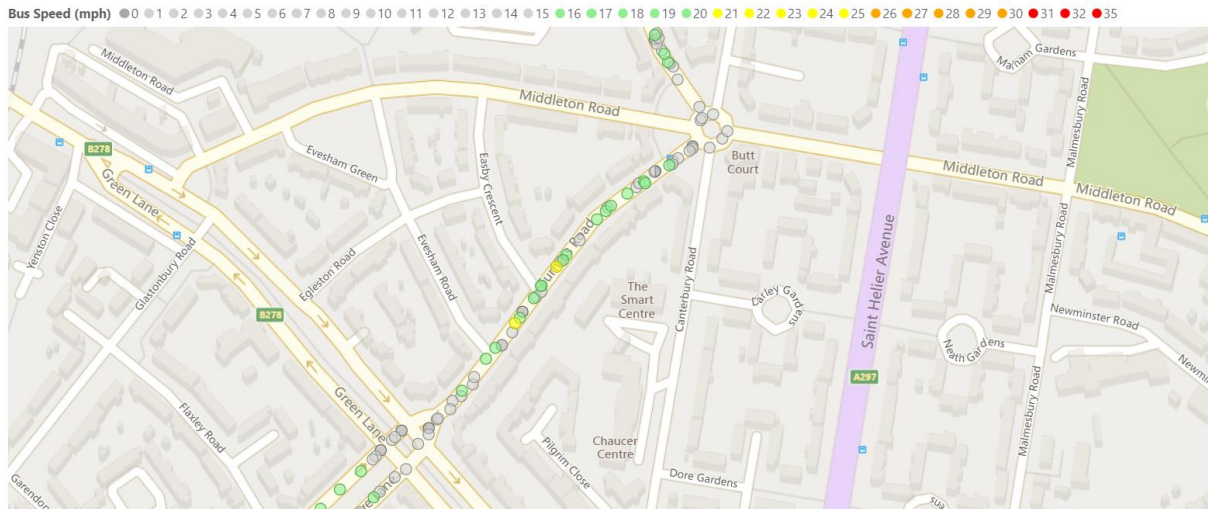 Bus Speed (mph) 0 1 2 3 4 5 6 7 8 9 10 11 12 13 14 15 16 17 18 19 20 21 22 23 24 25 26 27 28 29 30 31 32 35
Middleton Road
Malham Gardens
Malmesbury Road
Middleton Road
B278
Evesham Green
Easby Crescent
Butt
Court
Middleton Road
Middleton Road
Green Lane
Yenston Close
Glastonbury Road
Egleston Road
Evesham Road
Road
Canterbury Road
Saint Helier Avenue
Malmesbury Road
The
Smart
Centre
Newminster Road
B278
Neath Gardens
A297
Green Lane
Flaxley Road
Malmesbury Road
Chaucer
Centre
Pilgrim Close
Dore Gardens